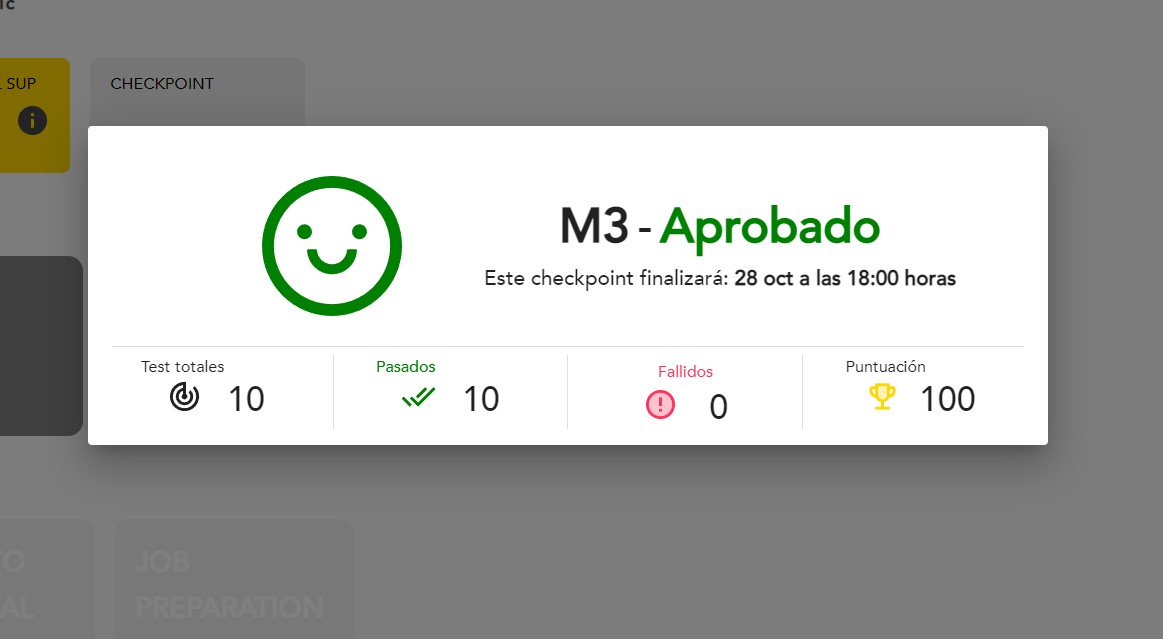 SUP
CHECKPOINT
M3 - Aprobado
Este checkpoint finalizará: 28 oct a las 18:00 horas
Test totales
10
Pasados
10
Fallidos
0
Puntuación
100
JOB
PREPARATION